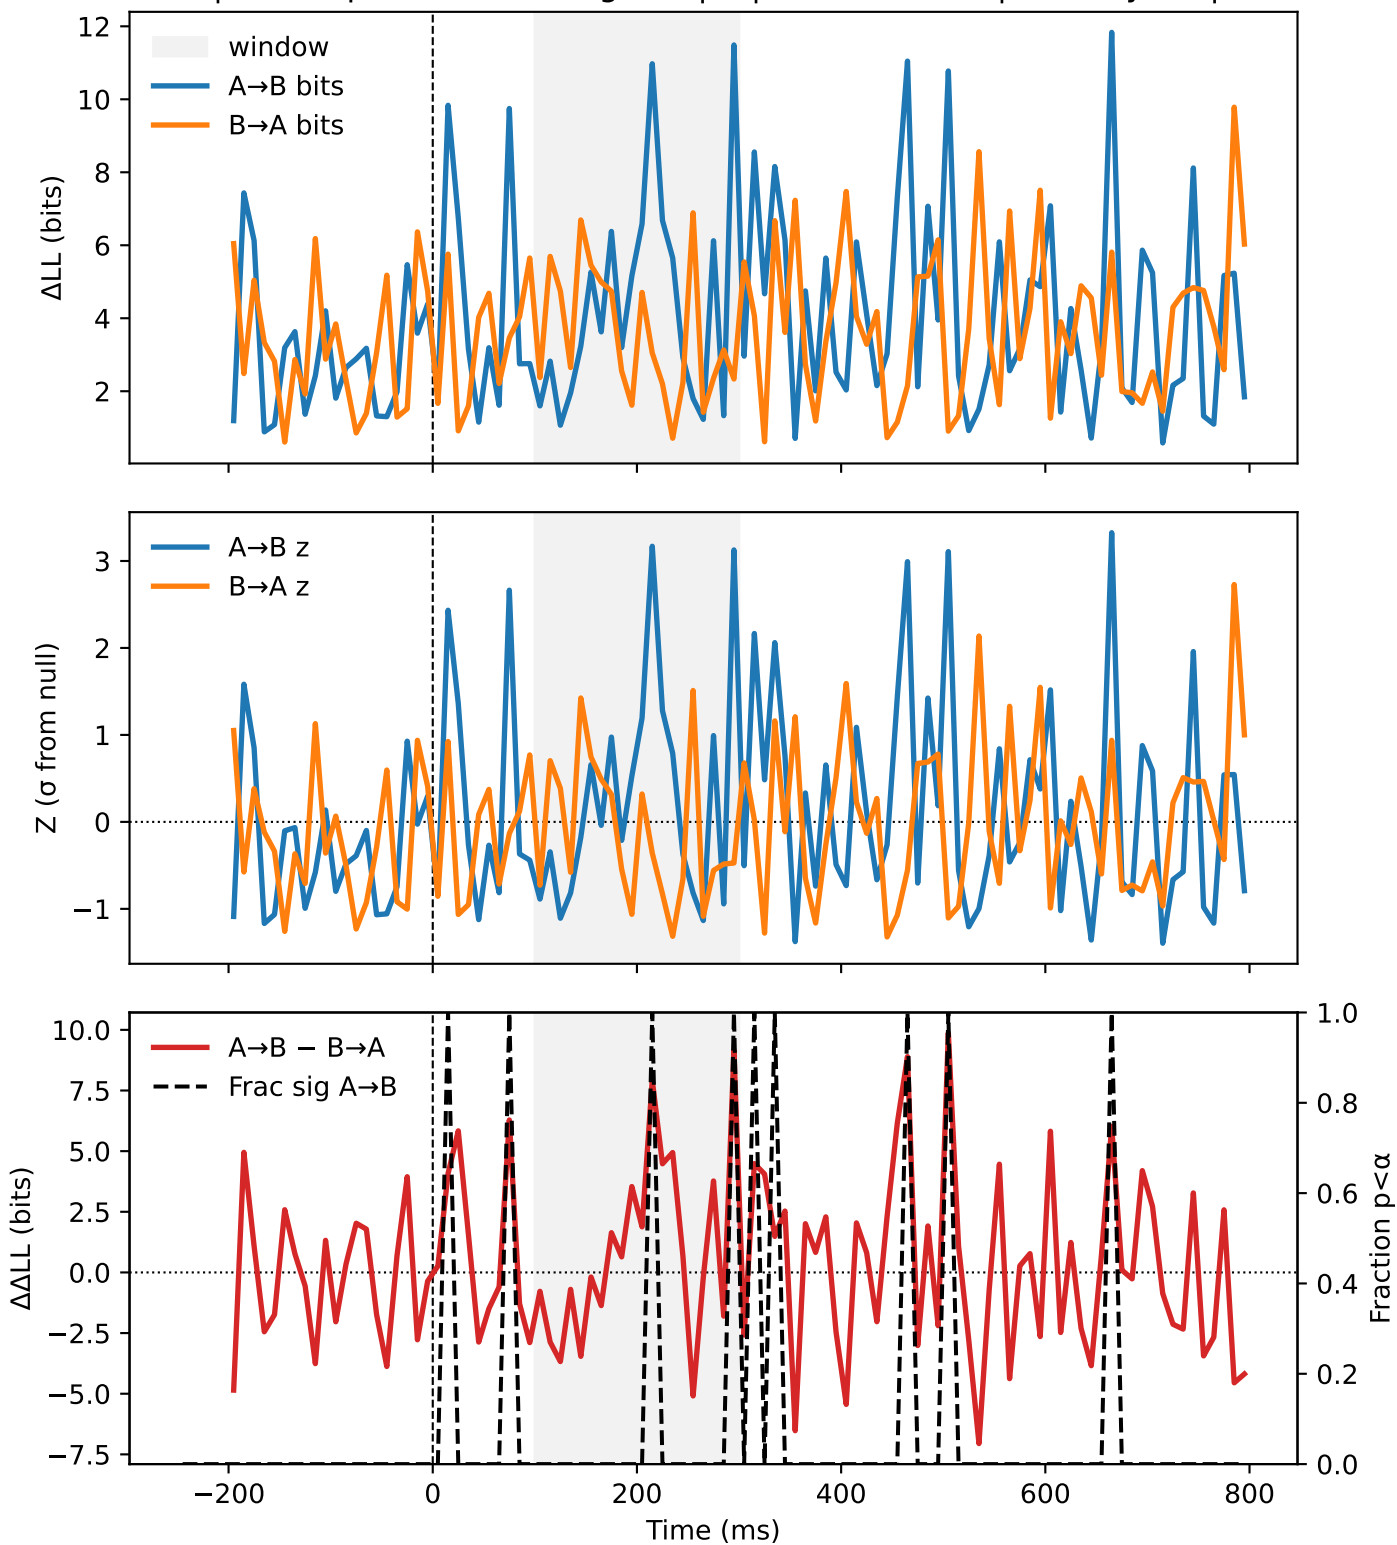 12
10
8
6
4
2
ΔLL (bits)
window
A→B bits
B→A bits
3
2
1
0
−1
Z (σ from null)
A→B z
B→A z
10.0
7.5
5.0
2.5
0.0
−2.5
−5.0
−7.5
ΔΔLL (bits)
A→B − B→A
Frac sig A→B
1.0
0.8
0.6
0.4
0.2
0.0
Fraction p<α
−200 0 200 400 600 800
Time (ms)